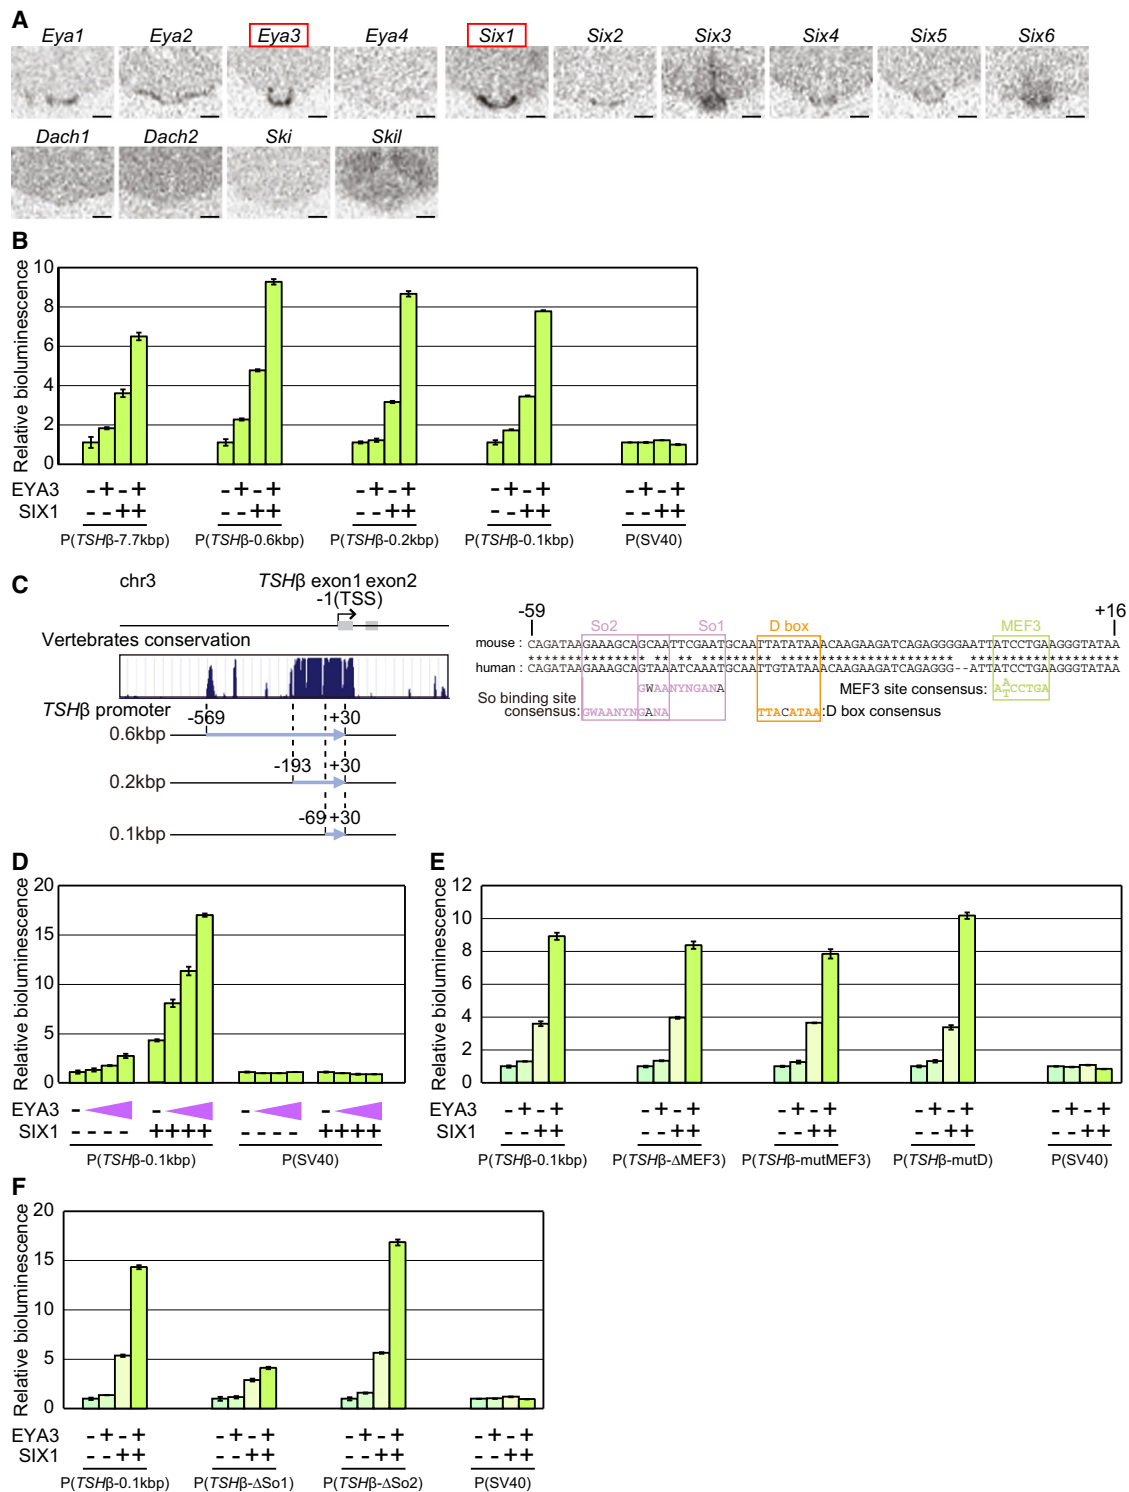 A
Eya1 Eya2 Eya3 Eya4 Six1 Six2 Six3 Six4 Six5 Six6
Dach1 Dach2 Ski Skil
B
Relative bioluminescence
10
8
6
4
2
0
EYA3 - + - + - + - + - + - + - + - + - + - +
SIX1 - - + + - - + + - - + + - - + + - - + +
P(TSHβ-7.7kbp) P(TSHβ-0.6kbp) P(TSHβ-0.2kbp) P(TSHβ-0.1kbp) P(SV40)
C
chr3 TSHβ exon1 exon2
-1(TSS)
Vertebrates conservation
TSHβ promoter
-569 +30
0.6kbp
-193 +30
0.2kbp
-69 +30
0.1kbp
-59 +16
So2 So1 D box MEF3
mouse : CAGATAAGAAAGCAGCAATTCGAATGCAATTATATAAACAAGAAGATCAGAGGGGAATTATCCTGAAGGGTATAA
human : CAGATAAGAAAGCAGTAAATCAAATGCAATTGTATAAACAAGAAGATCAGAGGG--ATTATCCTGAAGGGTATAA
So binding site consensus:
GWAANYNGANA
GWAANYNGANA
TTACATAA :D box consensus
MEF3 site consensus: A A/T CCTGA
D
Relative bioluminescence
20
15
10
5
0
EYA3 - - - -
SIX1 - - - - + + + + - - - - + + + +
P(TSHβ-0.1kbp) P(SV40)
E
Relative bioluminescence
12
10
8
6
4
2
0
EYA3 - + - + - + - + - + - + - + - + - + - +
SIX1 - - + + - - + + - - + + - - + + - - + +
P(TSHβ-0.1kbp) P(TSHβ-ΔMEF3) P(TSHβ-mutMEF3) P(TSHβ-mutD) P(SV40)
F
Relative bioluminescence
20
15
10
5
0
EYA3 - + - + - + - + - + - + - + - +
SIX1 - - + + - - + + - - + + - - + +
P(TSHβ-0.1kbp) P(TSHβ-ΔSo1) P(TSHβ-ΔSo2) P(SV40)